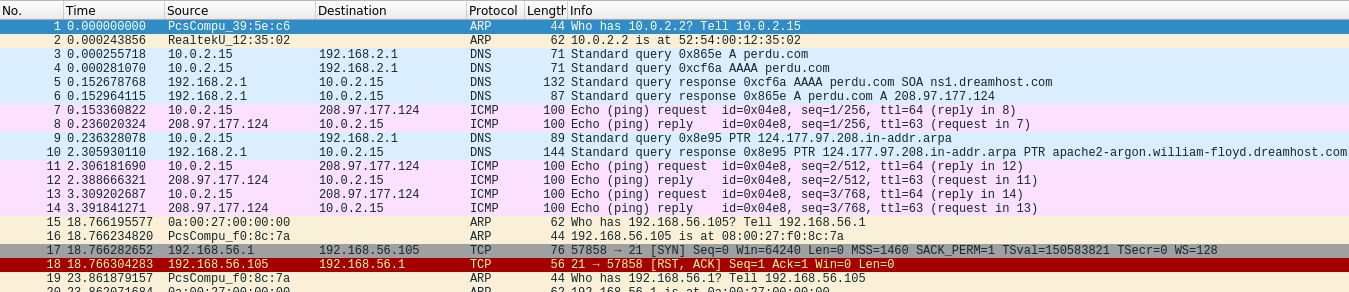 No. Time Source Destination Protocol Length Info
1 0.000000000 PcsCompu_39:5e:c6 ARP 44 Who has 10.0.2.2? Tell 10.0.2.15
2 0.000243856 RealtekU_12:35:02 ARP 62 10.0.2.2 is at 52:54:00:12:35:02
3 0.000255718 10.0.2.15 192.168.2.1 DNS 71 Standard query 0x865e A perdu.com
4 0.000281070 10.0.2.15 192.168.2.1 DNS 71 Standard query 0xcf6a AAAA perdu.com
5 0.152678768 192.168.2.1 10.0.2.15 DNS 132 Standard query response 0xcf6a AAAA perdu.com SOA ns1.dreamhost.com
6 0.152964115 192.168.2.1 10.0.2.15 DNS 87 Standard query response 0x865e A perdu.com A 208.97.177.124
7 0.153360822 10.0.2.15 208.97.177.124 ICMP 100 Echo (ping) request id=0x04e8, seq=1/256, ttl=64 (reply in 8)
8 0.236020324 208.97.177.124 10.0.2.15 ICMP 100 Echo (ping) reply id=0x04e8, seq=1/256, ttl=63 (request in 7)
9 0.236328078 10.0.2.15 192.168.2.1 DNS 89 Standard query 0x8e95 PTR 124.177.97.208.in-addr.arpa
10 2.305930110 192.168.2.1 10.0.2.15 DNS 144 Standard query response 0x8e95 PTR 124.177.97.208.in-addr.arpa PTR apache2-argon.william-floyd.dreamhost.com
11 2.306181690 10.0.2.15 208.97.177.124 ICMP 100 Echo (ping) request id=0x04e8, seq=2/512, ttl=64 (reply in 12)
12 2.388666321 208.97.177.124 10.0.2.15 ICMP 100 Echo (ping) reply id=0x04e8, seq=2/512, ttl=63 (request in 11)
13 3.309202687 10.0.2.15 208.97.177.124 ICMP 100 Echo (ping) request id=0x04e8, seq=3/768, ttl=64 (reply in 14)
14 3.391841271 208.97.177.124 10.0.2.15 ICMP 100 Echo (ping) reply id=0x04e8, seq=3/768, ttl=63 (request in 13)
15 18.766195577 0a:00:27:00:00:00 ARP 62 Who has 192.168.56.105? Tell 192.168.56.1
16 18.766234820 PcsCompu_f0:8c:7a ARP 44 192.168.56.105 is at 08:00:27:f0:8c:7a
17 18.766282652 192.168.56.1 192.168.56.105 TCP 76 57858 → 21 [SYN] Seq=0 Win=64240 Len=0 MSS=1460 SACK_PERM=1 TSval=150583821 TSecr=0 WS=128
18 18.766304283 192.168.56.105 192.168.56.1 TCP 56 21 → 57858 [RST, ACK] Seq=1 Ack=1 Win=0 Len=0
19 23.861879157 PcsCompu_f0:8c:7a ARP 44 Who has 192.168.56.1? Tell 192.168.56.105
20 23.862071684 0a:00:27:00:00:00 ARP 62 192.168.56.1 is at 0a:00:27:00:00:00